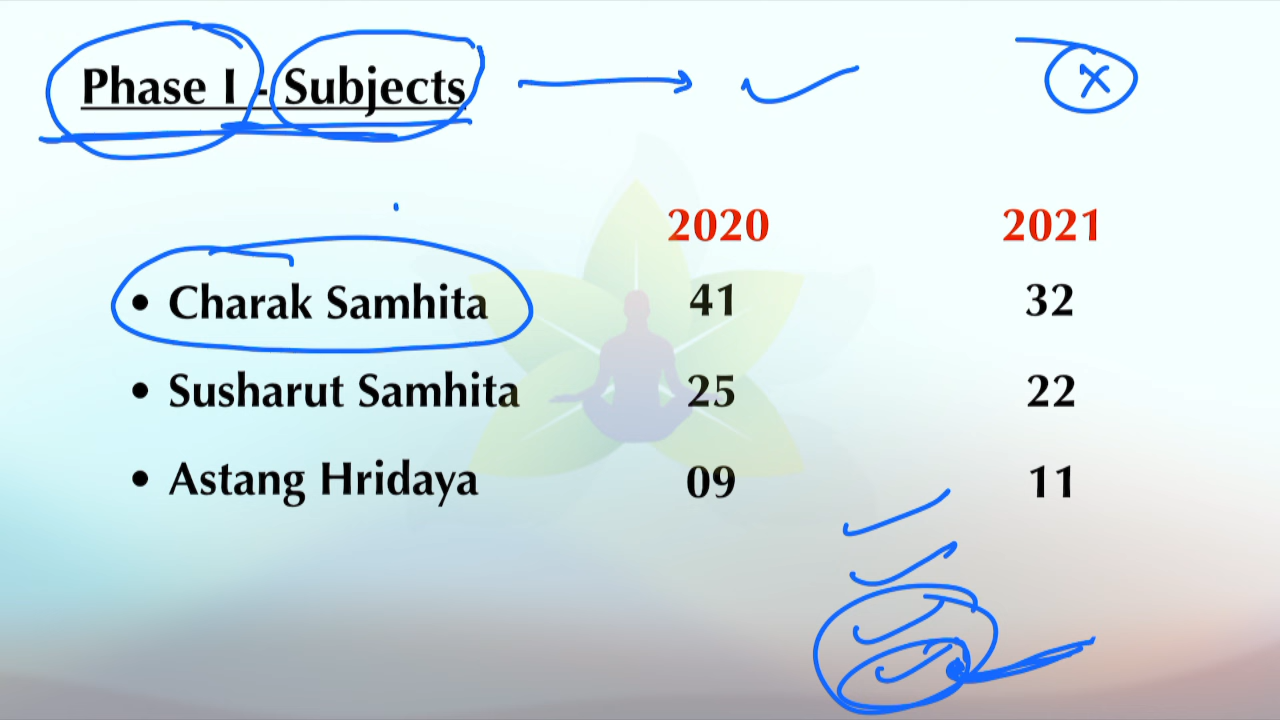 Phase I - Subjects
2020 2021
• Charak Samhita 41 32
• Susharut Samhita 25 22
• Astang Hridaya 09 11